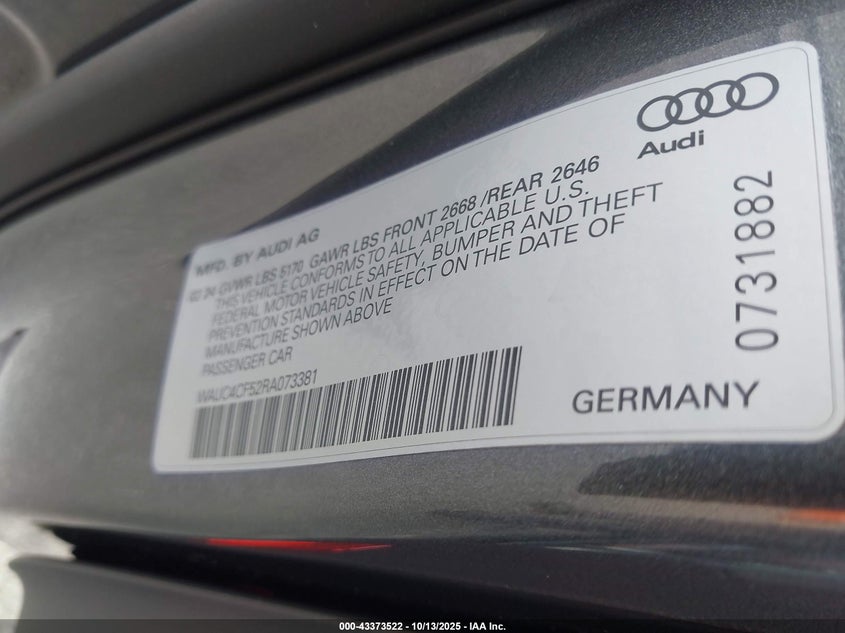 Audi
MFD. BY AUDI AG
02 24 GVWR LBS 5170 GAWR LBS FRONT 2668 /REAR 2646
THIS VEHICLE CONFORMS TO ALL APPLICABLE U.S.
FEDERAL MOTOR VEHICLE SAFETY, BUMPER AND THEFT
PREVENTION STANDARDS IN EFFECT ON THE DATE OF
MANUFACTURE SHOWN ABOVE
PASSENGER CAR
WAUC4CF52RA073381
GERMANY
0731882
000-43373522 - 10/13/2025 - IAA Inc.